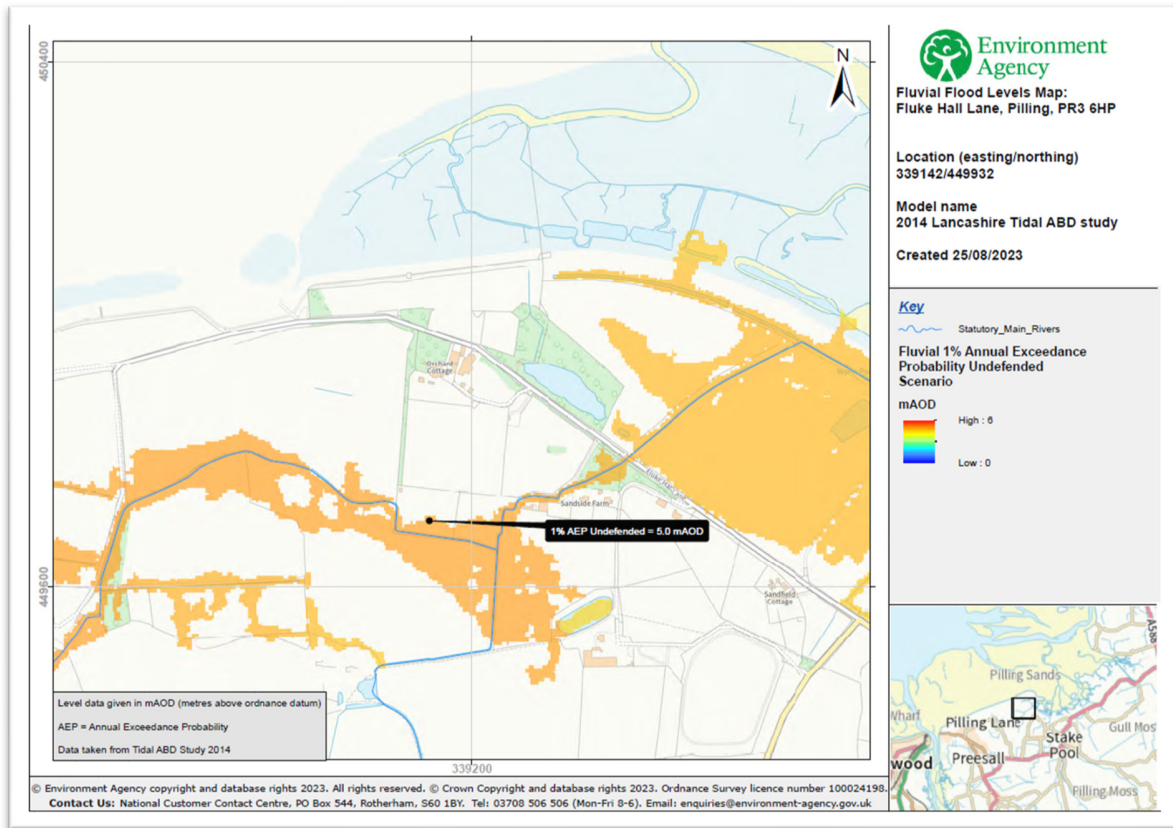 450400
N
Orchard
Cottage
Fluke Hall Lane
Sandside Farm
1% AEP Undefended = 5.0 mAOD
449600
Sandfield
Cottage
Level data given in mAOD (metres above ordnance datum)
AEP = Annual Exceedance Probability
Data taken from Tidal ABD Study 2014
339200
© Environment Agency copyright and database rights 2023. All rights reserved. © Crown Copyright and database rights 2023. Ordnance Survey licence number 100024198.
Contact Us: National Customer Contact Centre, PO Box 544, Rotherham, S60 1BY. Tel: 03708 506 506 (Mon-Fri 8-6). Email: enquiries@environment-agency.gov.uk
Environment
Agency
Fluvial Flood Levels Map:
Fluke Hall Lane, Pilling, PR3 6HP
Location (easting/northing)
339142/449932
Model name
2014 Lancashire Tidal ABD study
Created 25/08/2023
Key
Statutory_Main_Rivers
Fluvial 1% Annual Exceedance
Probability Undefended
Scenario
mAOD
High : 6
Low : 0
A588
Pilling Sands
Wharf
Pilling Lane
Gull Mos
Stake
Pool
wood
Preesall
Pilling Moss